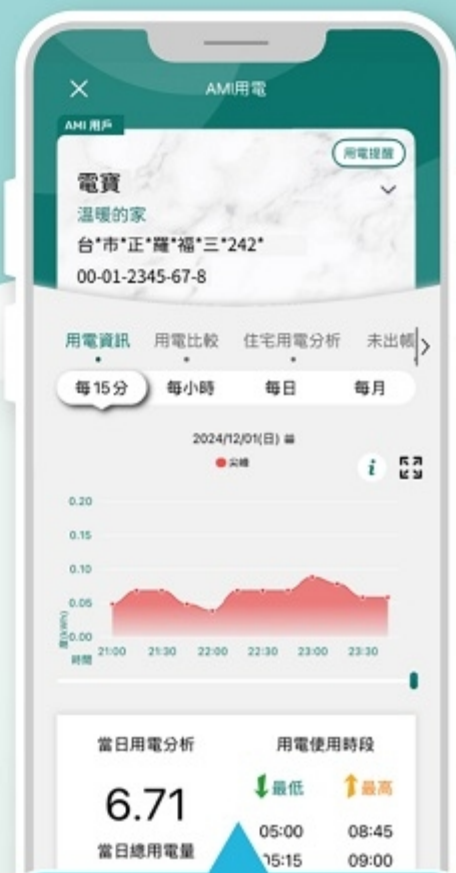 AMI用電
AMI 用戶
用電提醒
電寶
溫暖的家
台*市*正*羅*福*三*242*
00-01-2345-67-8
用電資訊 用電比較 住宅用電分析 未出帳
每15分 每小時 每日 每月
2024/12/01(日)
尖峰
i
0.20
0.15
0.10
0.05
0.00
度(kWh)
時間 21:00 21:30 22:00 22:30 23:00 23:30
當日用電分析 用電使用時段
最低 最高
6.71
05:00 08:45
當日總用電量
05:15 09:00